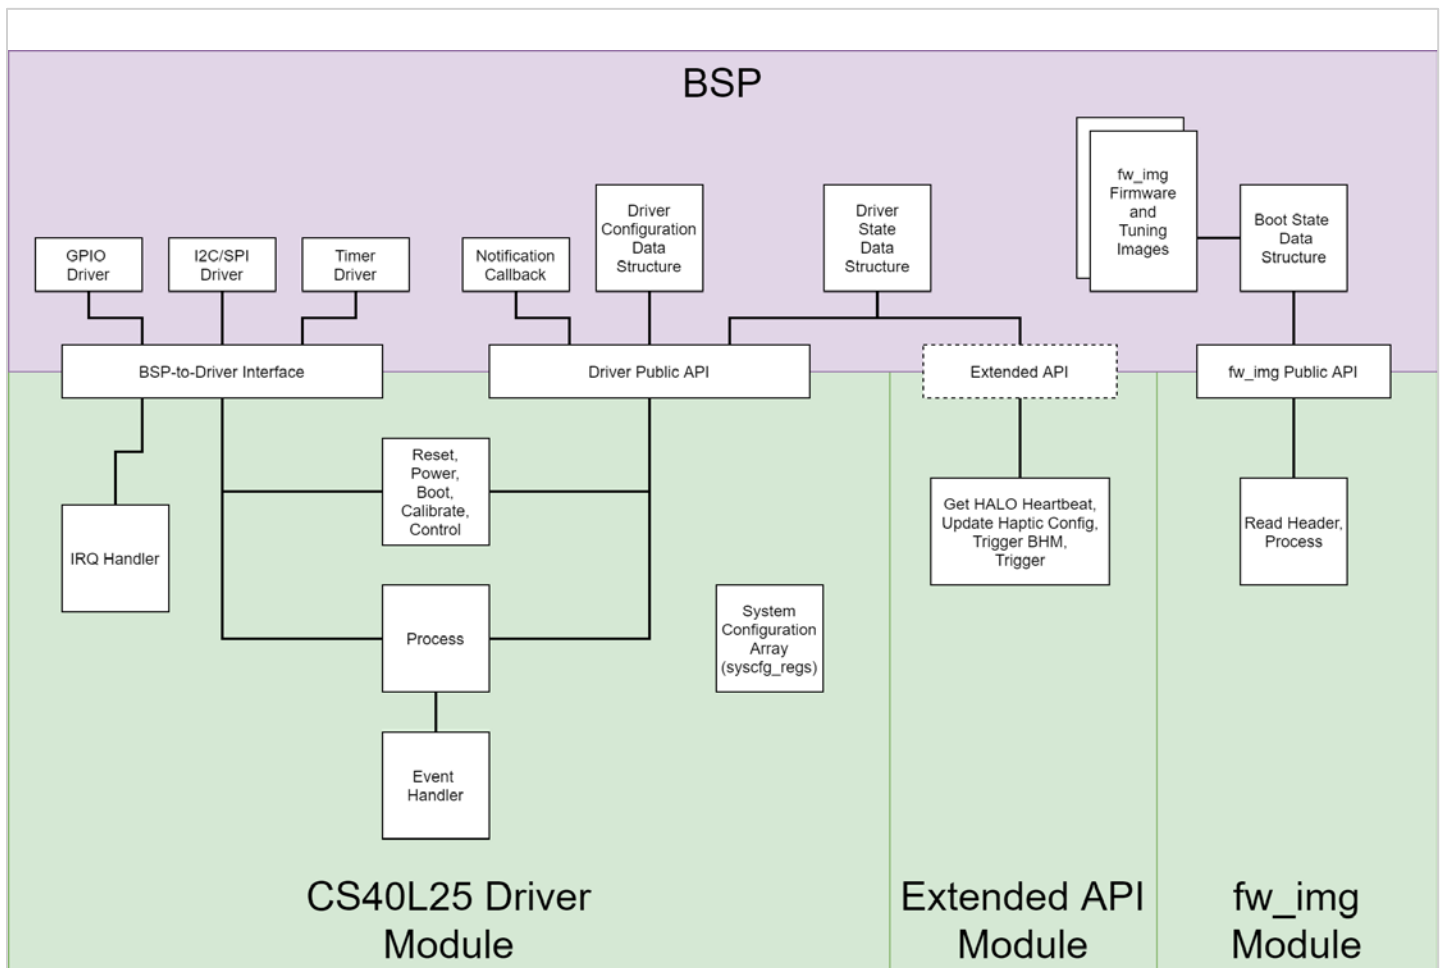 BSP
fw_img
Firmware
and
Tuning
Images
Driver
Configuration
Data
Structure
Driver
State
Data
Structure
Boot State
Data
Structure
GPIO
Driver
I2C/SPI
Driver
Timer
Driver
Notification
Callback
BSP-to-Driver Interface
Driver Public API
Extended API
fw_img Public API
Reset,
Power,
Boot,
Calibrate,
Control
Get HALO Heartbeat,
Update Haptic Config,
Trigger BHM,
Trigger
Read Header,
Process
IRQ Handler
Process
System
Configuration
Array
(syscfg_regs)
Event
Handler
CS40L25 Driver
Module
Extended API
Module
fw_img
Module